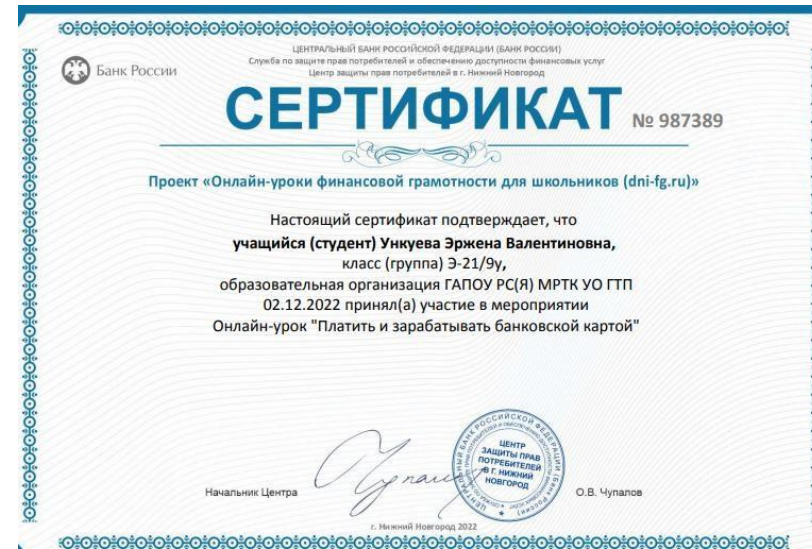 Банк России
ЦЕНТРАЛЬНЫЙ БАНК РОССИЙСКОЙ ФЕДЕРАЦИИ (БАНК РОССИИ)
Служба по защите прав потребителей и обеспечению доступности финансовых услуг
Центр защиты прав потребителей в г. Нижний Новгород
СЕРТИФИКАТ № 987389
Проект «Онлайн-уроки финансовой грамотности для школьников (dni-fg.ru)»
Настоящий сертификат подтверждает, что
учащийся (студент) Ункуева Эржена Валентиновна,
класс (группа) Э-21/9у,
образовательная организация ГАПОУ РС(Я) МРТК УО ГТП
02.12.2022 принял(а) участие в мероприятии
Онлайн-урок "Платить и зарабатывать банковской картой"
ЦЕНТР
ЗАЩИТЫ ПРАВ
ПОТРЕБИТЕЛЕЙ
В Г. НИЖНИЙ
НОВГОРОД
Начальник Центра
О.В. Чупалов
г. Нижний Новгород 2022